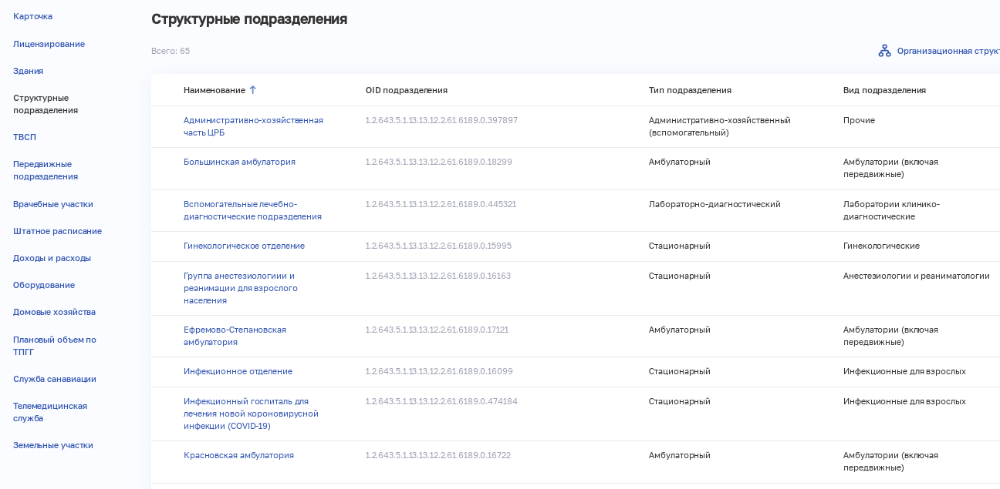 Карточка
Лицензирование
Здания
Структурные
подразделения
ТВСП
Передвижные
подразделения
Врачебные участки
Штатное расписание
Доходы и расходы
Оборудование
Домовые хозяйства
Плановый объем по
ТПГГ
Служба санавиации
Телемедицинская
служба
Земельные участки
Структурные подразделения
Всего: 65
Организационная структ
Наименование ↑ OID подразделения Тип подразделения Вид подразделения
Административно-хозяйственная 1.2.643.5.1.13.13.12.2.61.6189.0.397897 Административно-хозяйственный Прочие
часть ЦРБ (вспомогательный)
Большинская амбулатория 1.2.643.5.1.13.13.12.2.61.6189.0.18299 Амбулаторный Амбулатории (включая
передвижные)
Вспомогательные лечебно- 1.2.643.5.1.13.13.12.2.61.6189.0.445321 Лабораторно-диагностический Лаборатории клинико-
диагностические подразделения диагностические
Гинекологическое отделение 1.2.643.5.1.13.13.12.2.61.6189.0.15995 Стационарный Гинекологические
Группа анестезиологиии и 1.2.643.5.1.13.13.12.2.61.6189.0.16163 Стационарный Анестезиологии и реаниматологии
реанимации для взрослого
населения
Ефремово-Степановская 1.2.643.5.1.13.13.12.2.61.6189.0.17121 Амбулаторный Амбулатории (включая
амбулатория передвижные)
Инфекционное отделение 1.2.643.5.1.13.13.12.2.61.6189.0.16099 Стационарный Инфекционные для взрослых
Инфекционный госпиталь для 1.2.643.5.1.13.13.12.2.61.6189.0.474184 Стационарный Инфекционные для взрослых
лечения новой короновирусной
инфекции (COVID-19)
Красновская амбулатория 1.2.643.5.1.13.13.12.2.61.6189.0.16722 Амбулаторный Амбулатории (включая
передвижные)